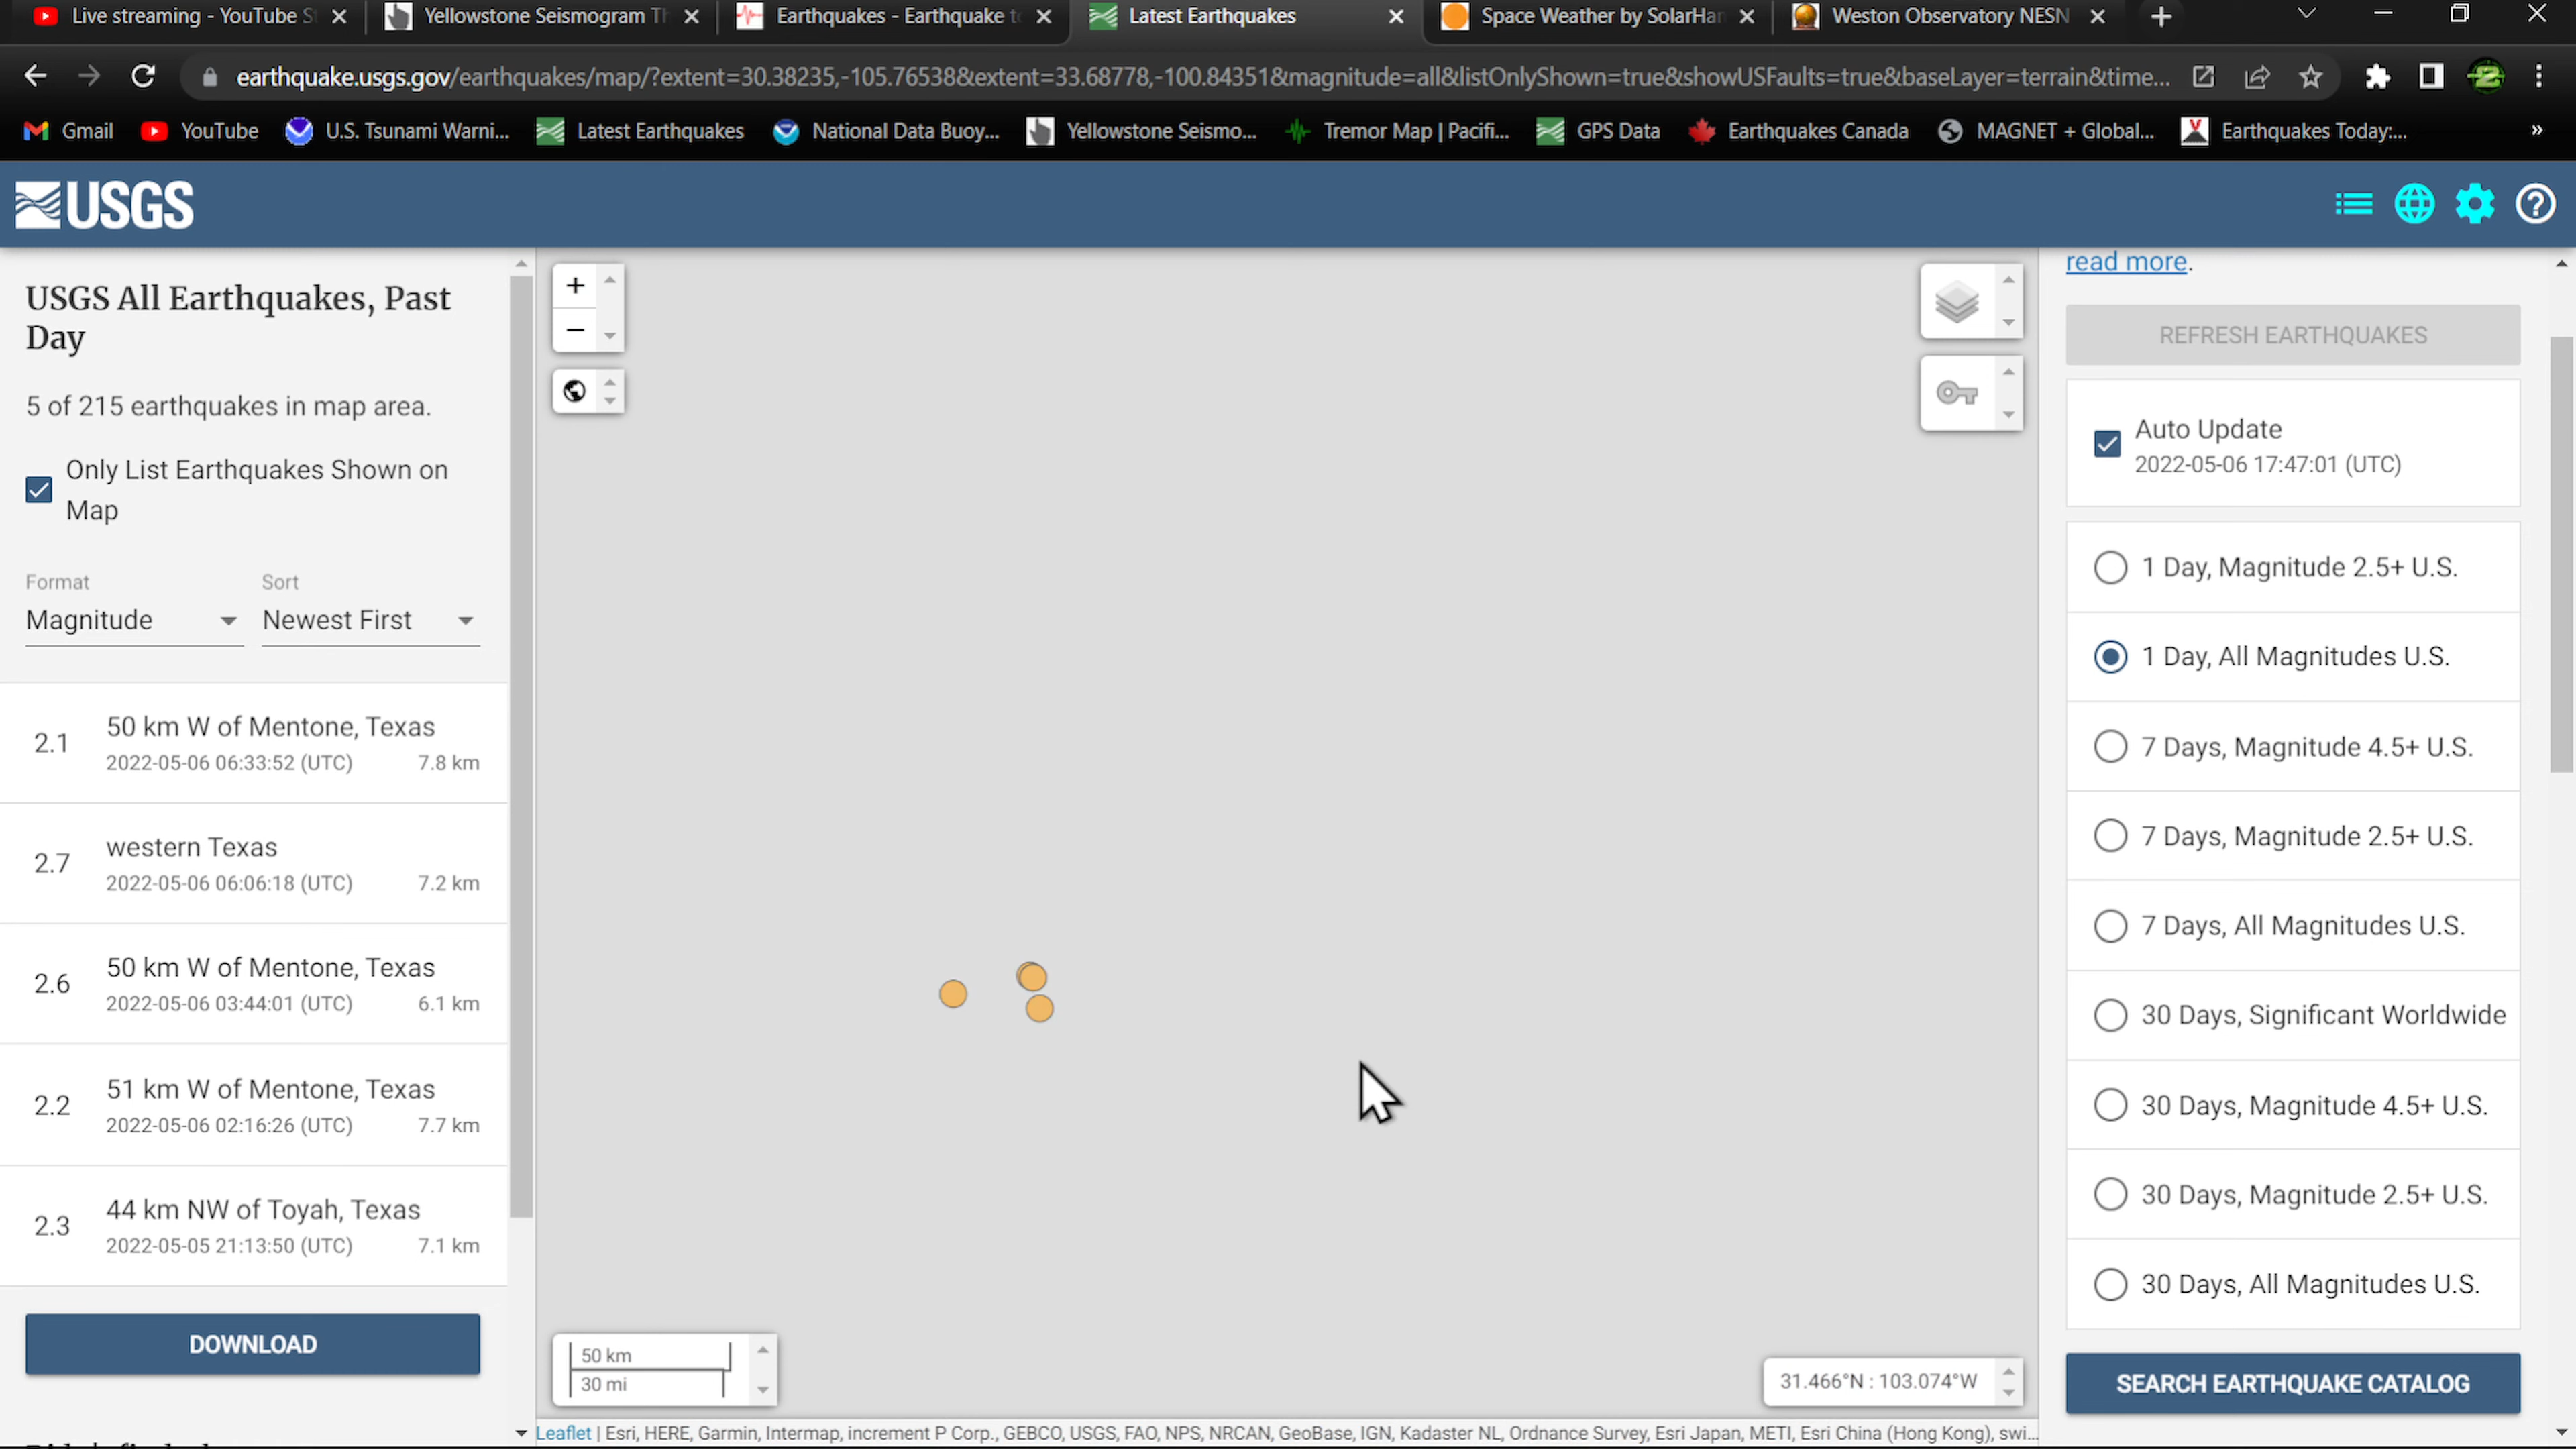 Live streaming - YouTube S
Yellowstone Seismogram Th
Earthquakes - Earthquake to
Latest Earthquakes
Space Weather by SolarHam
Weston Observatory NESN
earthquake.usgs.gov/earthquakes/map/?extent=30.38235,-105.76538&extent=33.68778,-100.84351&magnitude=all&listOnlyShown=true&showUSFaults=true&baseLayer=terrain&time...
Gmail
YouTube
U.S. Tsunami Warni...
Latest Earthquakes
National Data Buoy...
Yellowstone Seismo...
Tremor Map | Pacifi...
GPS Data
Earthquakes Canada
MAGNET + Global...
Earthquakes Today:...
»
USGS
USGS All Earthquakes, Past
Day
5 of 215 earthquakes in map area.
Only List Earthquakes Shown on
Map
Format
Sort
Magnitude
Newest First
2.1
50 km W of Mentone, Texas
2022-05-06 06:33:52 (UTC) 7.8 km
2.7
western Texas
2022-05-06 06:06:18 (UTC) 7.2 km
2.6
50 km W of Mentone, Texas
2022-05-06 03:44:01 (UTC) 6.1 km
2.2
51 km W of Mentone, Texas
2022-05-06 02:16:26 (UTC) 7.7 km
2.3
44 km NW of Toyah, Texas
2022-05-05 21:13:50 (UTC) 7.1 km
DOWNLOAD
+
−
50 km
30 mi
31.466°N : 103.074°W
Leaflet | Esri, HERE, Garmin, Intermap, increment P Corp., GEBCO, USGS, FAO, NPS, NRCAN, GeoBase, IGN, Kadaster NL, Ordnance Survey, Esri Japan, METI, Esri China (Hong Kong), swi...
read more.
REFRESH EARTHQUAKES
Auto Update
2022-05-06 17:47:01 (UTC)
1 Day, Magnitude 2.5+ U.S.
1 Day, All Magnitudes U.S.
7 Days, Magnitude 4.5+ U.S.
7 Days, Magnitude 2.5+ U.S.
7 Days, All Magnitudes U.S.
30 Days, Significant Worldwide
30 Days, Magnitude 4.5+ U.S.
30 Days, Magnitude 2.5+ U.S.
30 Days, All Magnitudes U.S.
SEARCH EARTHQUAKE CATALOG